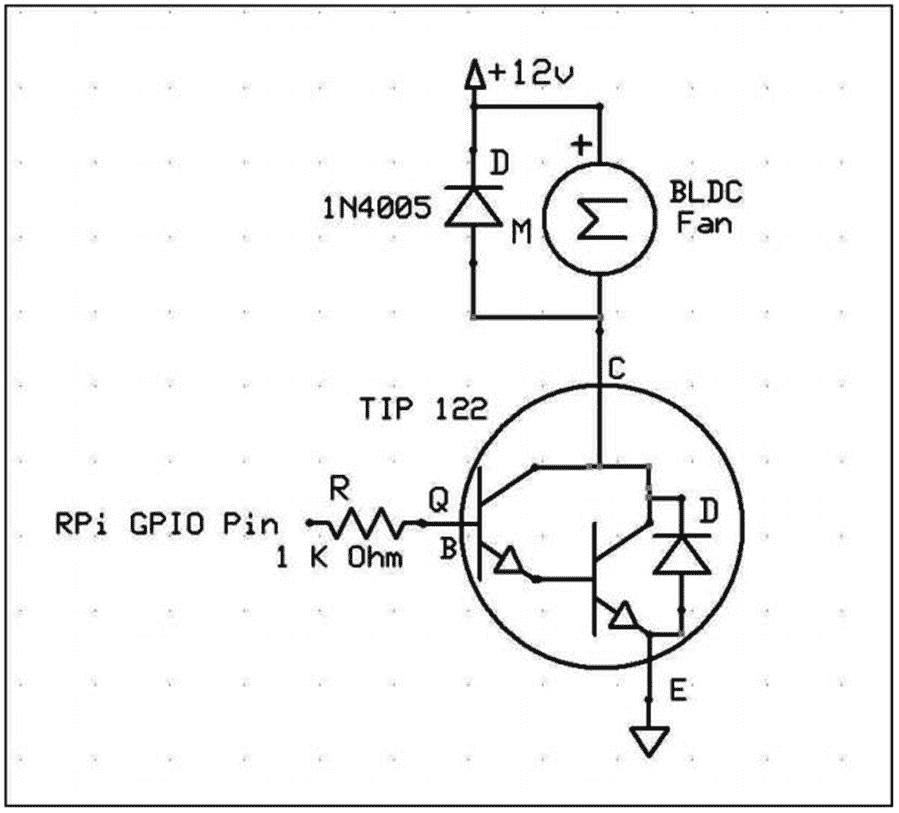 +12v
+
D
1N4005
M
BLDC
Fan
C
TIP 122
R
Q
D
RPi GPIO Pin
B
1 K Ohm
E